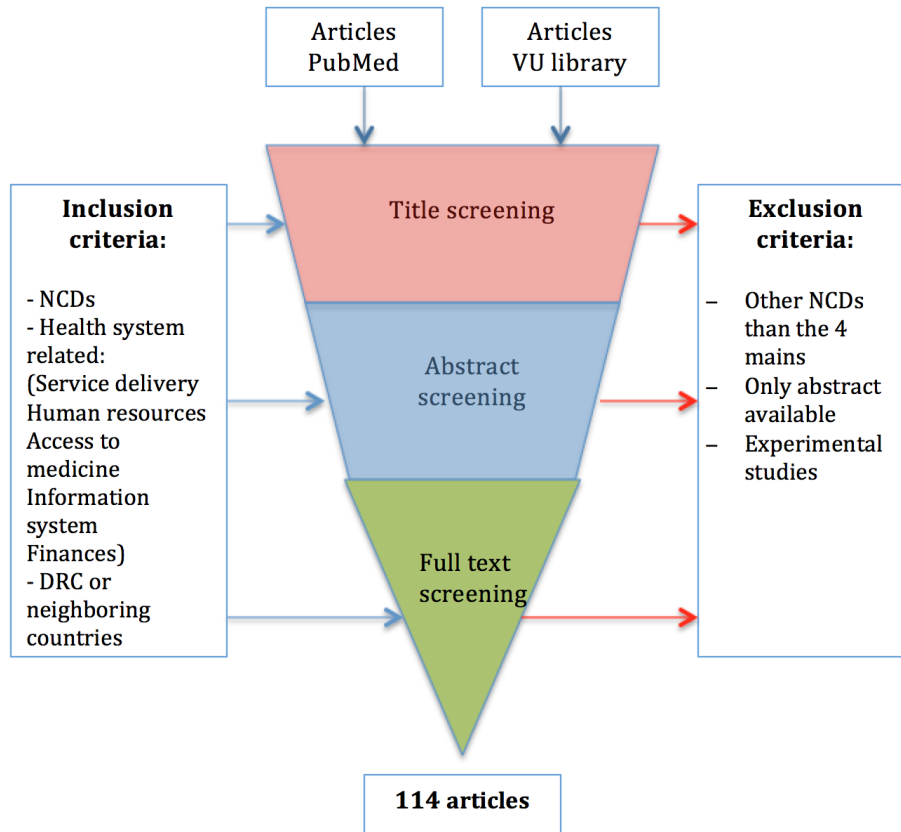 Articles
PubMed
Articles
VU library
Inclusion
criteria:
- NCDs
- Health system
related:
(Service delivery
Human resources
Access to
medicine
Information
system
Finances)
- DRC or
neighboring
countries
Title screening
Abstract
screening
Full text
screening
Exclusion
criteria:
– Other NCDs
than the 4
mains
– Only abstract
available
– Experimental
studies
114 articles